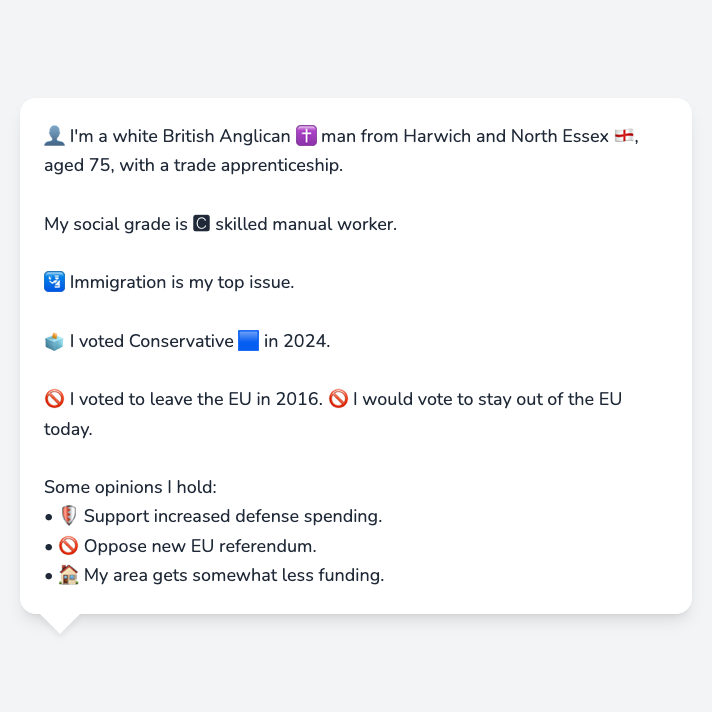 👤 I'm a white British Anglican ✝️ man from Harwich and North Essex 🏴󠁧󠁢󠁥󠁮󠁧󠁿,
aged 75, with a trade apprenticeship.
My social grade is 🅲 skilled manual worker.
🛂 Immigration is my top issue.
🗳️ I voted Conservative 🟦 in 2024.
🚫 I voted to leave the EU in 2016. 🚫 I would vote to stay out of the EU
today.
Some opinions I hold:
• 🛡️ Support increased defense spending.
• 🚫 Oppose new EU referendum.
• 🏠 My area gets somewhat less funding.